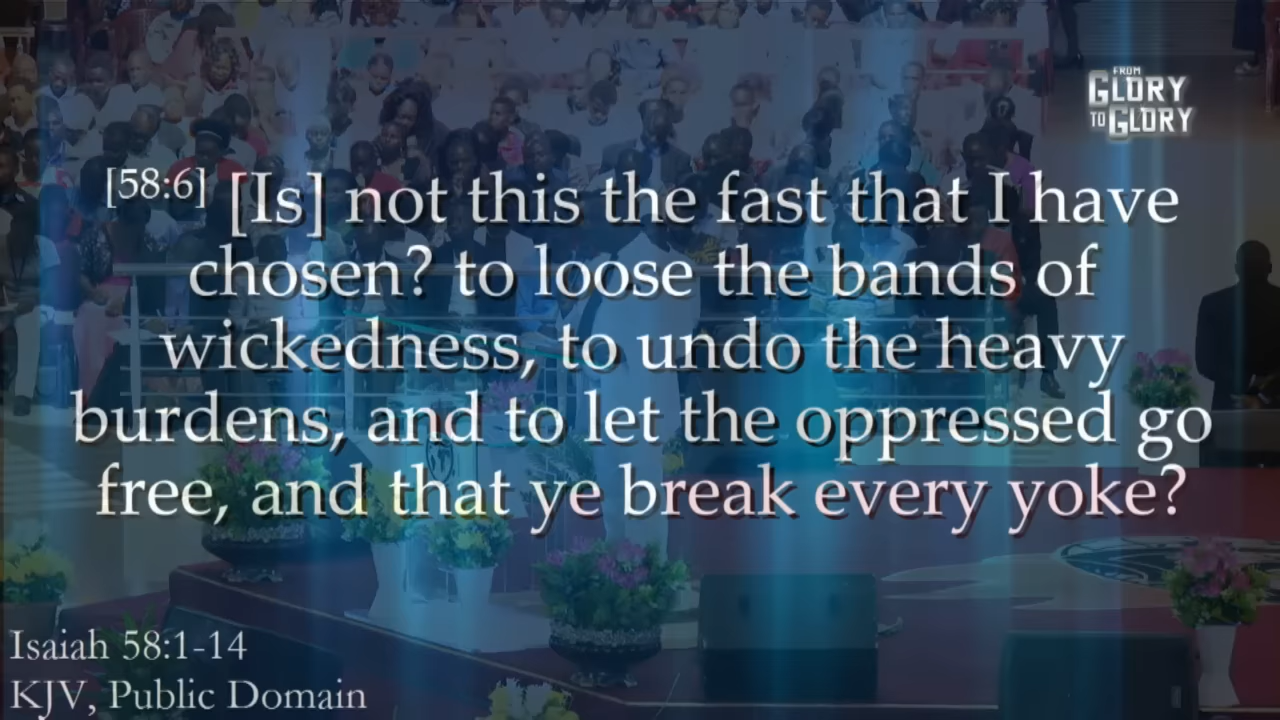 FROM
GLORY
TO GLORY
[58:6] [Is] not this the fast that I have
chosen? to loose the bands of
wickedness, to undo the heavy
burdens, and to let the oppressed go
free, and that ye break every yoke?
Isaiah 58:1-14
KJV, Public Domain